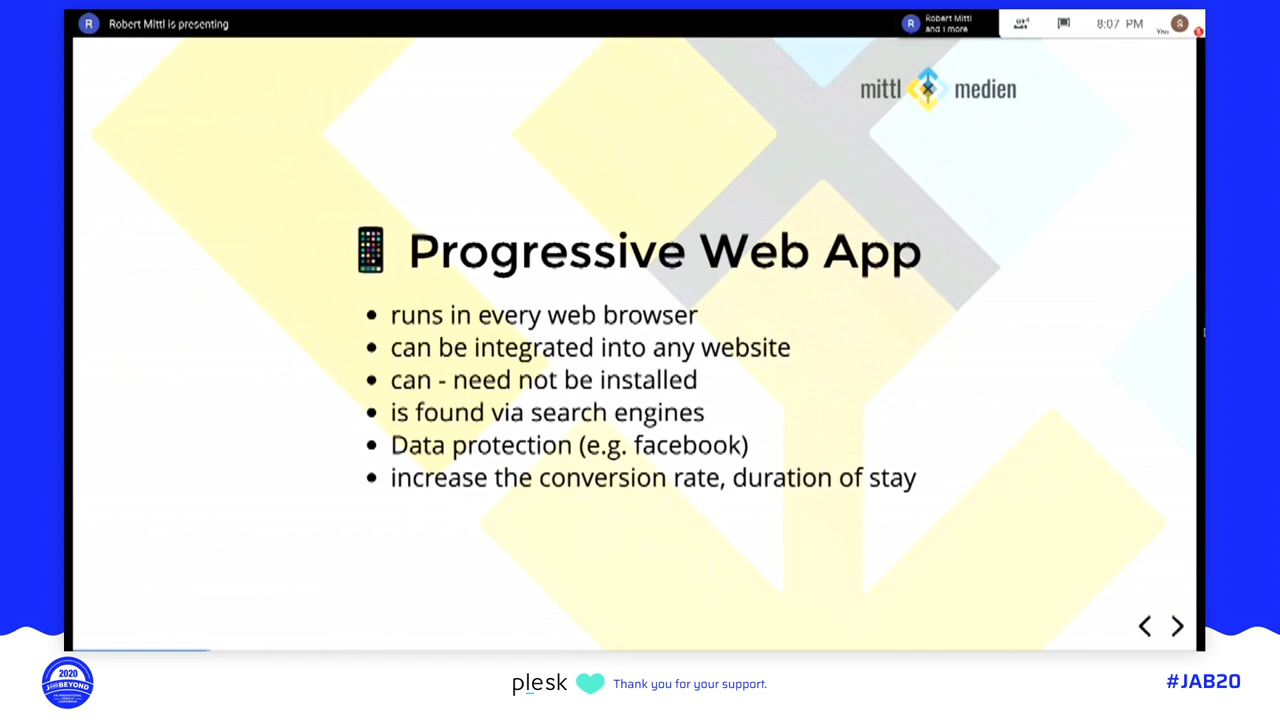 R Robert Mittl is presenting
R Robert Mittl
and 1 more
8:07 PM
You
S
mittl medien
Progressive Web App
runs in every web browser
can be integrated into any website
can - need not be installed
is found via search engines
Data protection (e.g. facebook)
increase the conversion rate, duration of stay
2020
J AND BEYOND
plesk
Thank you for your support.
#JAB20